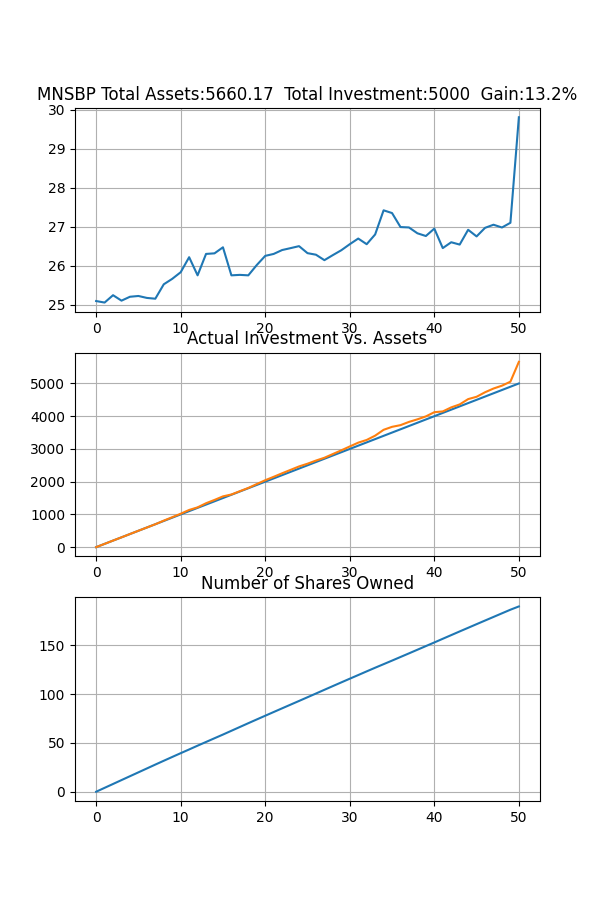 MNSBP Total Assets:5660.17  Total Investment:5000  Gain:13.2%
30
29
28
27
26
25
0 10 20 30 40 50
Actual Investment vs. Assets
5000
4000
3000
2000
1000
0
0 10 20 30 40 50
Number of Shares Owned
150
100
50
0
0 10 20 30 40 50